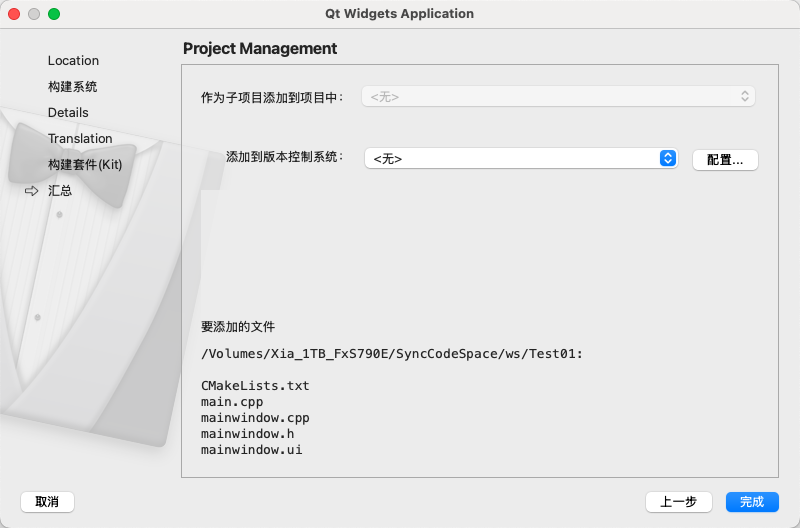 Qt Widgets Application
Location
构建系统
Details
Translation
构建套件(Kit)
汇总
Project Management
作为子项目添加到项目中：
<无>
添加到版本控制系统：
<无>
配置...
要添加的文件
/Volumes/Xia_1TB_FxS790E/SyncCodeSpace/ws/Test01:
CMakeLists.txt
main.cpp
mainwindow.cpp
mainwindow.h
mainwindow.ui
取消
上一步
完成